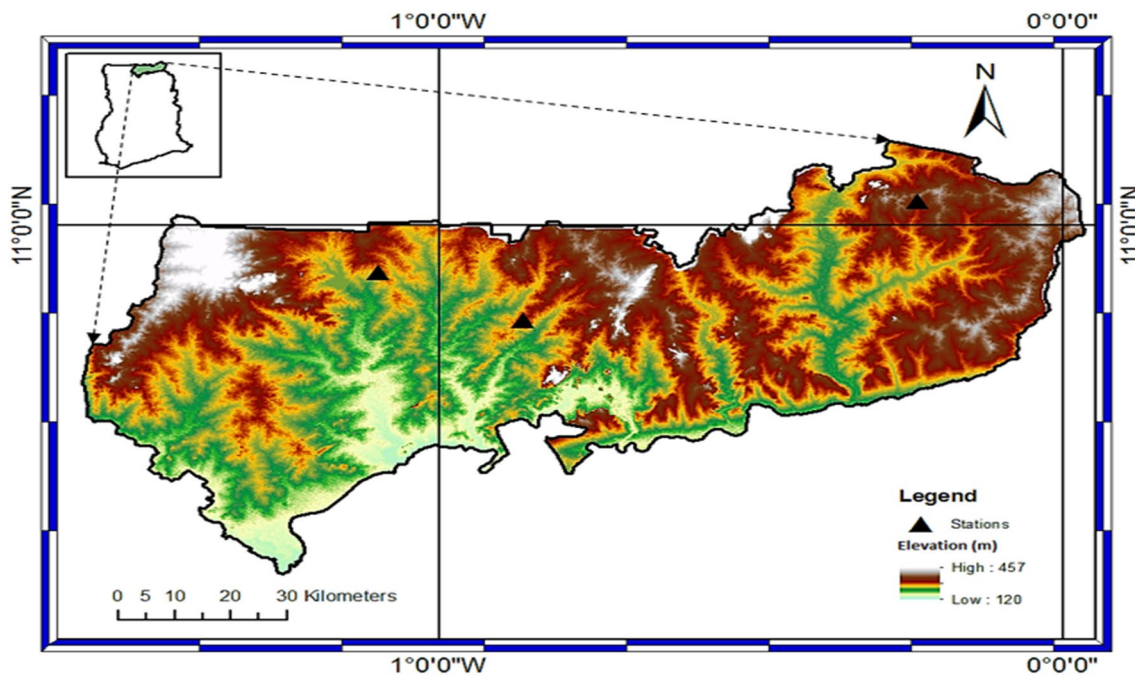 1°0'0"W 0°0'0"
N
11°0'0"N
11°0'0"N
Legend
Stations
Elevation (m)
High : 457
Low : 120
0 5 10 20 30 Kilometers
1°0'0"W 0°0'0"